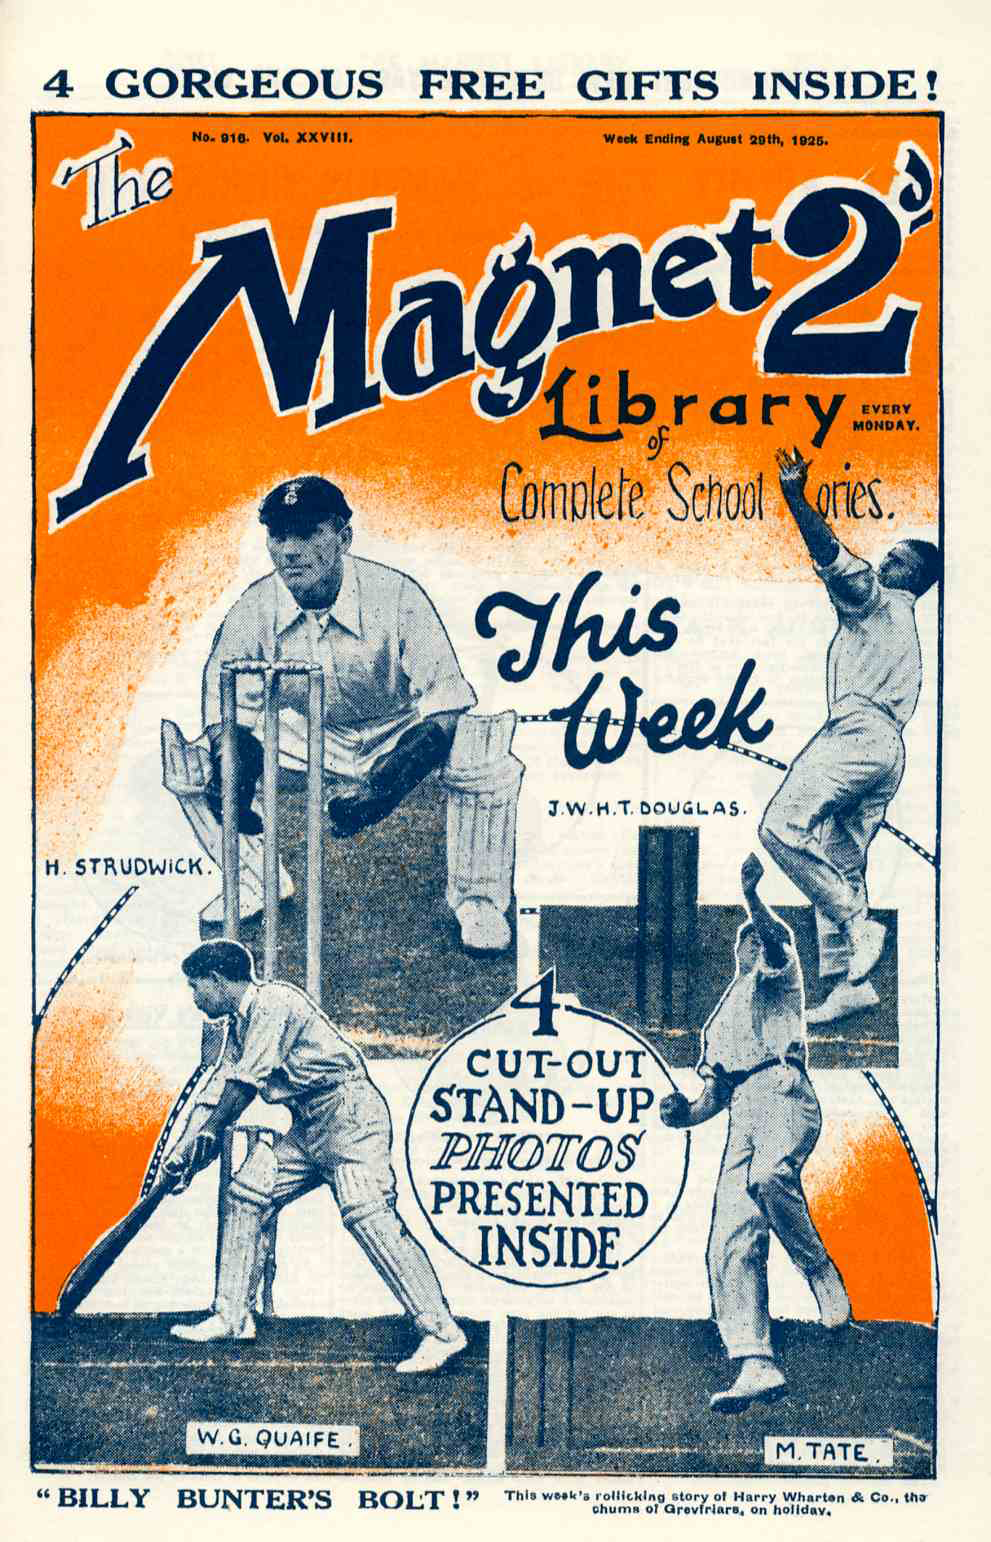 4 GORGEOUS FREE GIFTS INSIDE!
No. 916. Vol. XXVIII.
Week Ending August 29th, 1925.
The
Magnet 2d
Library
EVERY
MONDAY.
of
Complete School ories.
This
Week
J.W.H.T. DOUGLAS.
H. STRUDWICK.
4
CUT-OUT
STAND-UP
PHOTOS
PRESENTED
INSIDE
W.G. QUAIFE.
M. TATE.
"BILLY BUNTER'S BOLT!"
This week's rollicking story of Harry Wharton & Co., the
chums of Greyfriars, on holiday.